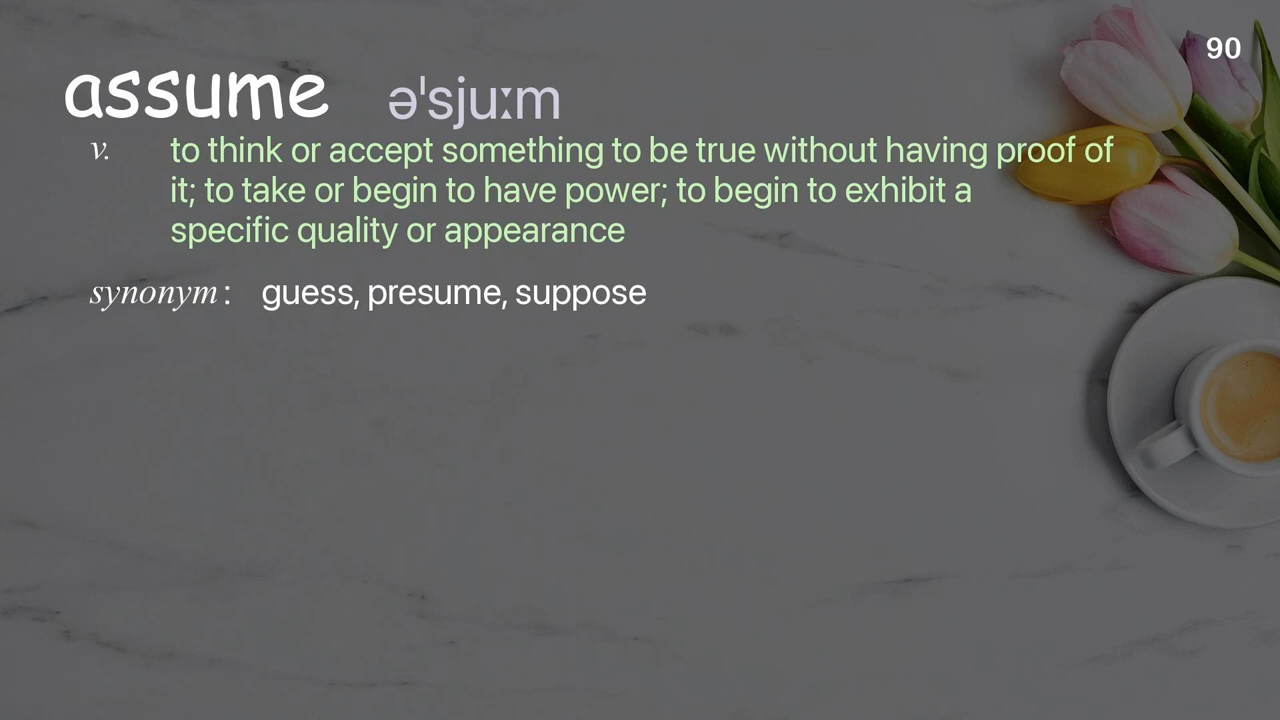 90
assume əˈsjuːm
v. to think or accept something to be true without having proof of
it; to take or begin to have power; to begin to exhibit a
specific quality or appearance
synonym: guess, presume, suppose